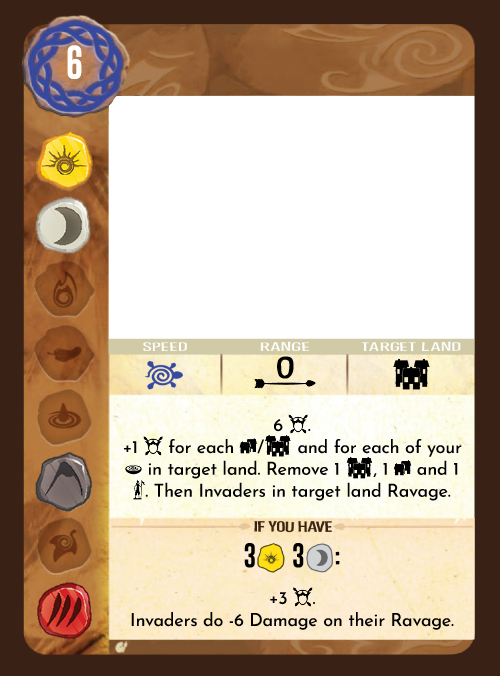 6
SPEED RANGE TARGET LAND
0
6 .
+1 for each / and for each of your
in target land. Remove 1 , 1 and 1
. Then Invaders in target land Ravage.
IF YOU HAVE
3 3 :
+3 .
Invaders do -6 Damage on their Ravage.